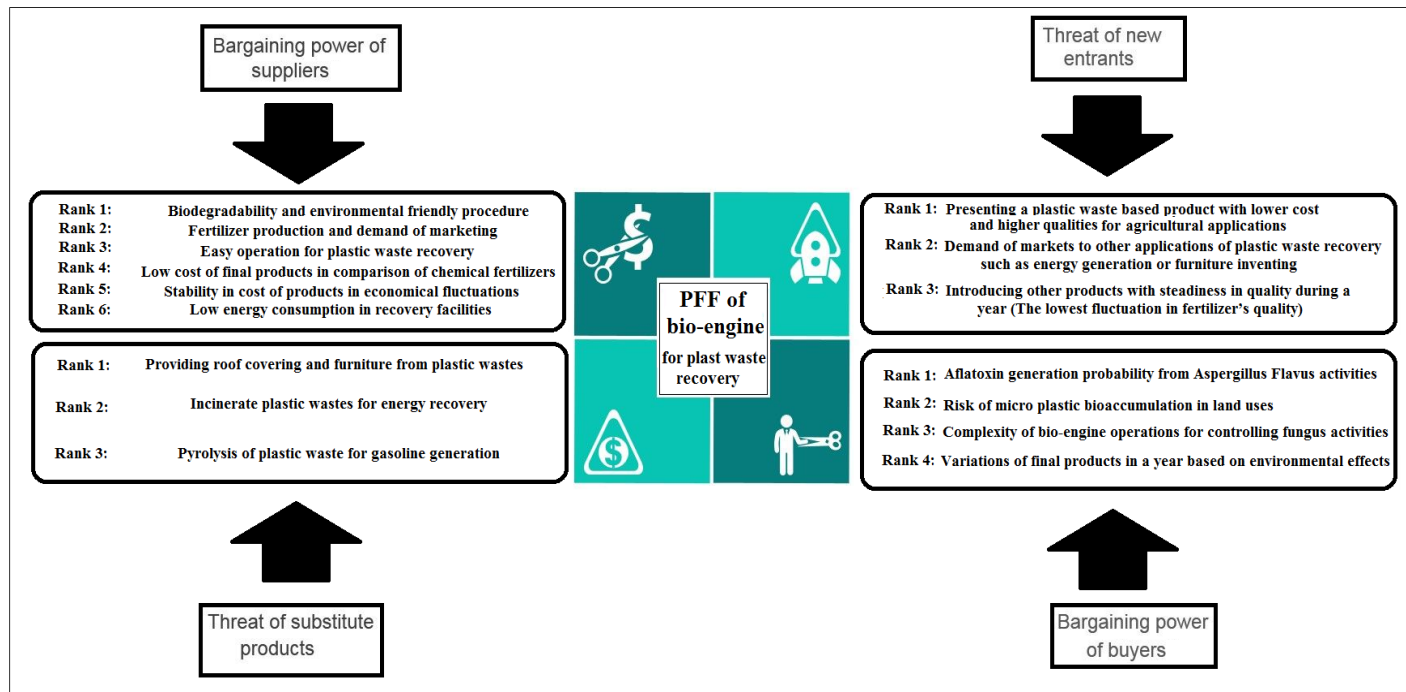 Bargaining power of
suppliers
Threat of new
entrants
Rank 1: Biodegradability and environmental friendly procedure
Rank 2: Fertilizer production and demand of marketing
Rank 3: Easy operation for plastic waste recovery
Rank 4: Low cost of final products in comparison of chemical fertilizers
Rank 5: Stability in cost of products in economical fluctuations
Rank 6: Low energy consumption in recovery facilities
Rank 1: Presenting a plastic waste based product with lower cost
and higher qualities for agricultural applications
Rank 2: Demand of markets to other applications of plastic waste recovery
such as energy generation or furniture inventing
Rank 3: Introducing other products with steadiness in quality during a
year (The lowest fluctuation in fertilizer's quality)
$
PFF of
bio-engine
for plast waste
recovery
$
Rank 1: Providing roof covering and furniture from plastic wastes
Rank 2: Incinerate plastic wastes for energy recovery
Rank 3: Pyrolysis of plastic waste for gasoline generation
Rank 1: Aflatoxin generation probability from Aspergillus Flavus activities
Rank 2: Risk of micro plastic bioaccumulation in land uses
Rank 3: Complexity of bio-engine operations for controlling fungus activities
Rank 4: Variations of final products in a year based on environmental effects
Threat of substitute
products
Bargaining power
of buyers